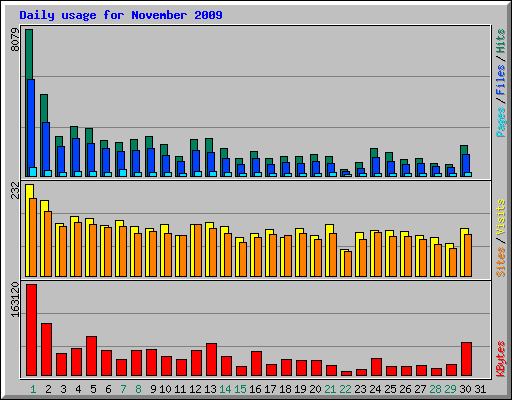 Daily usage for November 2009
8079
Pages / Files / Hits
232
Sites / Visits
163120
KBytes
1 2 3 4 5 6 7 8 9 10 11 12 13 14 15 16 17 18 19 20 21 22 23 24 25 26 27 28 29 30 31